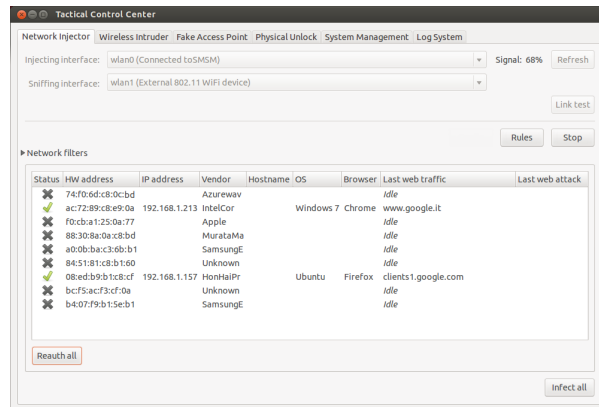 Tactical Control Center
Network Injector Wireless Intruder Fake Access Point Physical Unlock System Management Log System
Injecting interface: wlan0 (Connected toSMSM) Signal: 68% Refresh
Sniffing interface: wlan1 (External 802.11 WiFi device)
Link test
Rules Stop
Network filters
Status HW address IP address Vendor Hostname OS Browser Last web traffic Last web attack
74:f0:6d:c8:0c:bd Azurewav Idle
ac:72:89:c8:e9:0a 192.168.1.213 IntelCor Windows 7 Chrome www.google.it
f0:cb:a1:25:0a:77 Apple Idle
88:30:8a:0a:c8:bd MurataMa Idle
a0:0b:ba:c3:6b:b1 SamsungE Idle
84:51:81:c8:b1:60 Unknown Idle
08:ed:b9:b1:c8:cf 192.168.1.157 HonHaiPr Ubuntu Firefox clients1.google.com
bc:f5:ac:f3:cf:0a Unknown Idle
b4:07:f9:b1:5e:b1 SamsungE Idle
Reauth all
Infect all